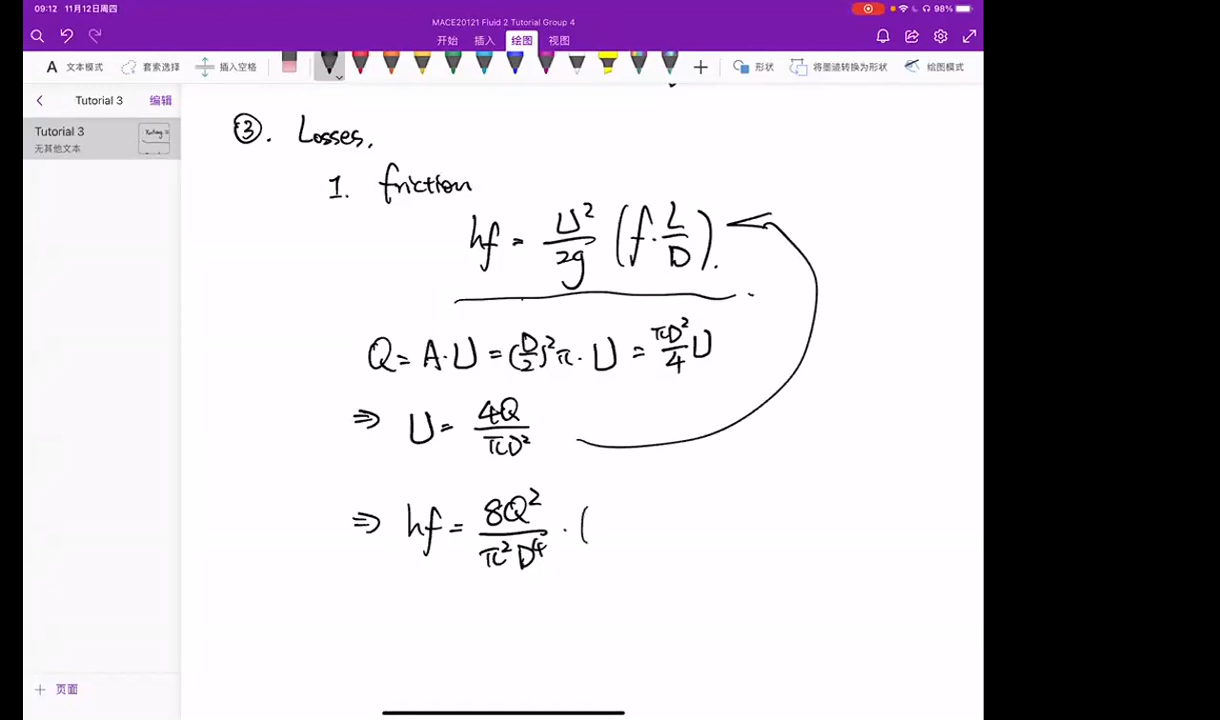 09:12 11月12日周四
98%
MACE20121 Fluid 2 Tutorial Group 4
开始 插入 绘图 视图
文本模式 套索选择 插入空格 形状 将墨迹转换为形状 绘图模式
Tutorial 3 编辑
Tutorial 3
无其他文本
③. Losses.
1. friction
hf = U²/2g (f·L/D).
Q = A·U = (D/2)²π·U = πD²/4 U
⇒ U = 4Q/πD²
⇒ hf = 8Q²/π²D⁴ · (
+ 页面